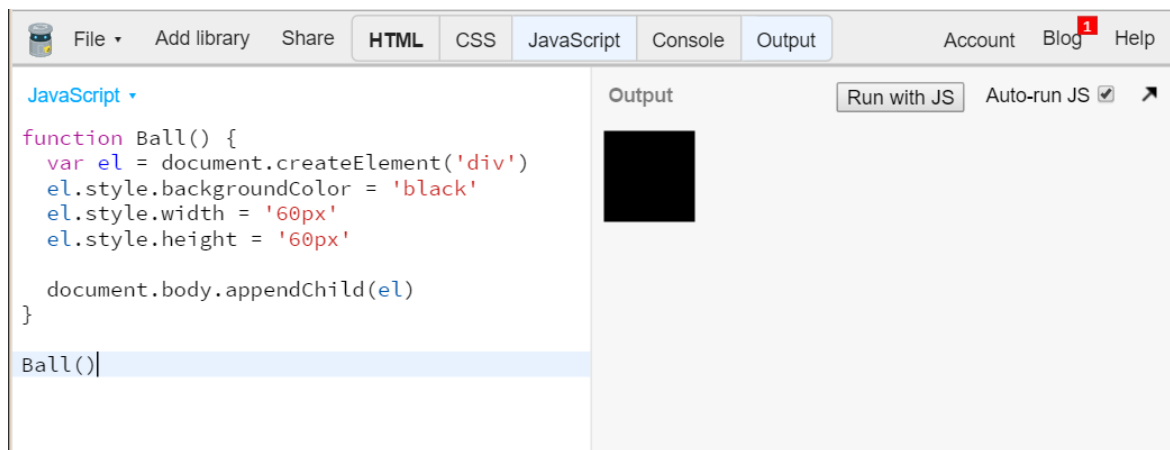 File ▾ Add library Share HTML CSS JavaScript Console Output Account Blog 1 Help
JavaScript ▾
function Ball() {
  var el = document.createElement('div')
  el.style.backgroundColor = 'black'
  el.style.width = '60px'
  el.style.height = '60px'

  document.body.appendChild(el)
}

Ball()
Output Run with JS Auto-run JS